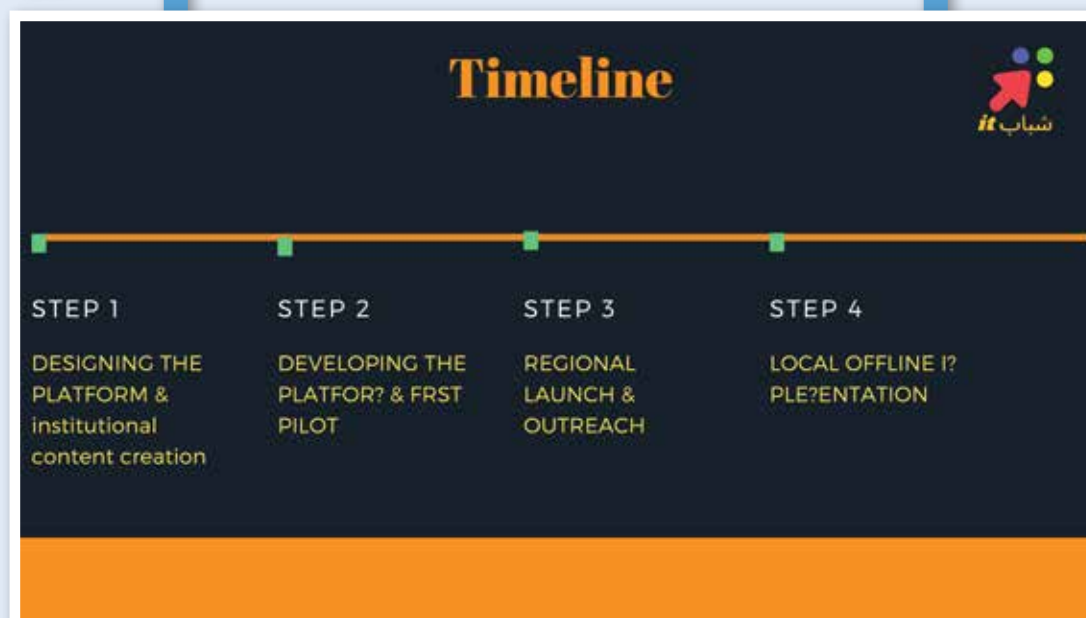 Timeline
شباب it
STEP 1
DESIGNING THE
PLATFORM &
institutional
content creation
STEP 2
DEVELOPING THE
PLATFOR? & FRST
PILOT
STEP 3
REGIONAL
LAUNCH &
OUTREACH
STEP 4
LOCAL OFFLINE I?
PLE?ENTATION